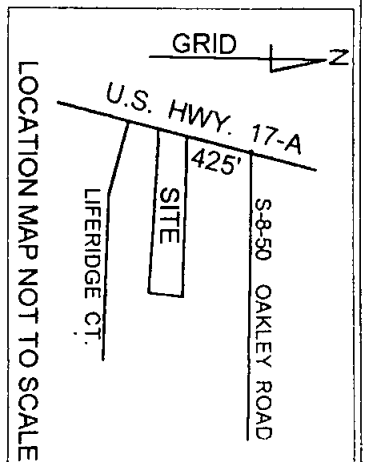 GRID
N
U.S. HWY. 17-A
425'
SITE
S-8-50 OAKLEY ROAD
LIFERIDGE CT.
LOCATION MAP NOT TO SCALE